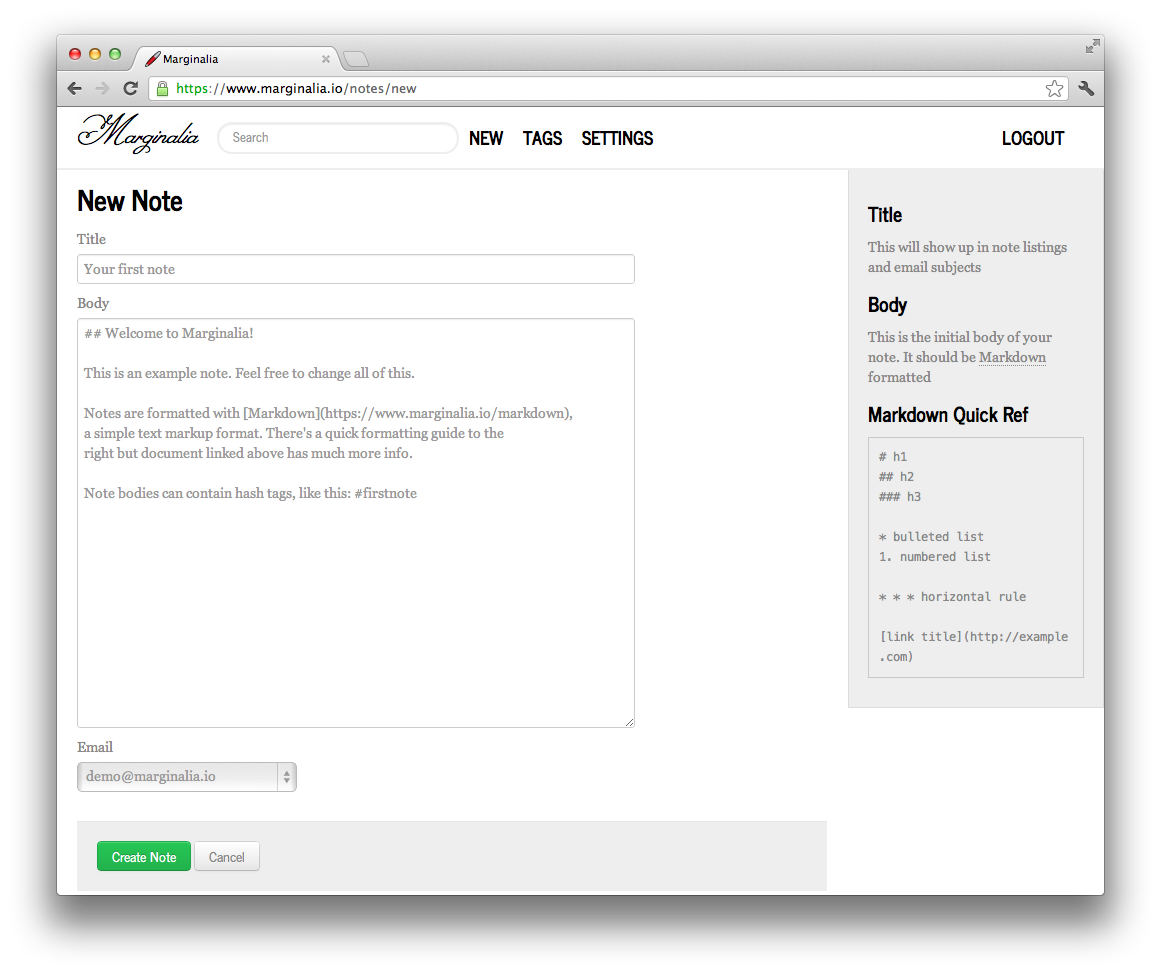 Marginalia
https://www.marginalia.io/notes/new
Marginalia
Search
NEW
TAGS
SETTINGS
LOGOUT
New Note
Title
Your first note
Body
## Welcome to Marginalia!
This is an example note. Feel free to change all of this.
Notes are formatted with [Markdown](https://www.marginalia.io/markdown),
a simple text markup format. There's a quick formatting guide to the
right but document linked above has much more info.
Note bodies can contain hash tags, like this: #firstnote
Email
demo@marginalia.io
Create Note
Cancel
Title
This will show up in note listings
and email subjects
Body
This is the initial body of your
note. It should be Markdown
formatted
Markdown Quick Ref
# h1
## h2
### h3
* bulleted list
1. numbered list
* * * horizontal rule
[link title](http://example
.com)